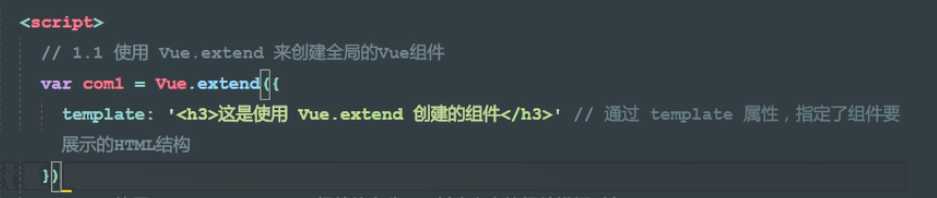 <script>
// 1.1 使用 Vue.extend 来创建全局的Vue组件
var com1 = Vue.extend({
template: '<h3>这是使用 Vue.extend 创建的组件</h3>' // 通过 template 属性，指定了组件要
展示的HTML结构
})